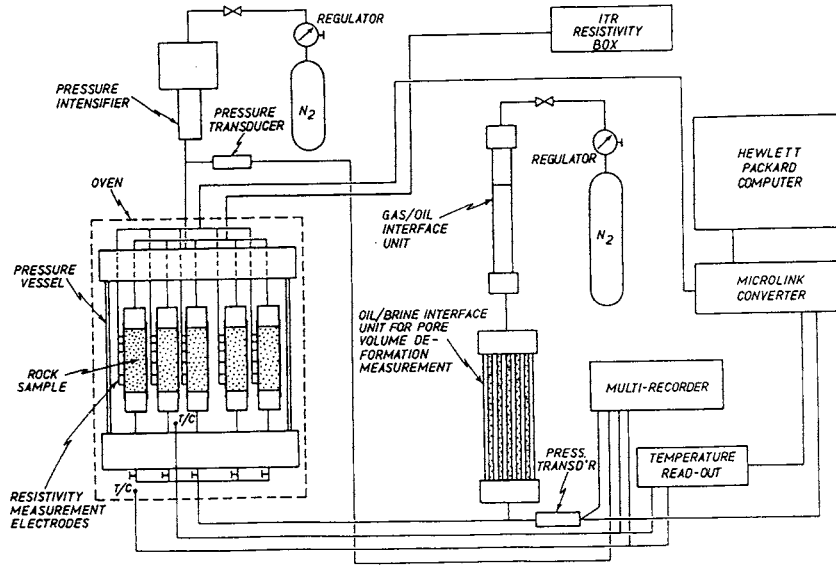 REGULATOR
ITR
RESISTIVITY
BOX
PRESSURE
INTENSIFIER
N2
PRESSURE
TRANSDUCER
OVEN
REGULATOR
HEWLETT
PACKARD
COMPUTER
GAS/OIL
INTERFACE
UNIT
N2
PRESSURE
VESSEL
MICROLINK
CONVERTER
OIL/BRINE INTERFACE
UNIT FOR PORE
VOLUME DE-
FORMATION
MEASUREMENT
ROCK
SAMPLE
MULTI-RECORDER
T/C
PRESS.
TRANSD'R
TEMPERATURE
READ-OUT
T/C
RESISTIVITY
MEASUREMENT
ELECTRODES